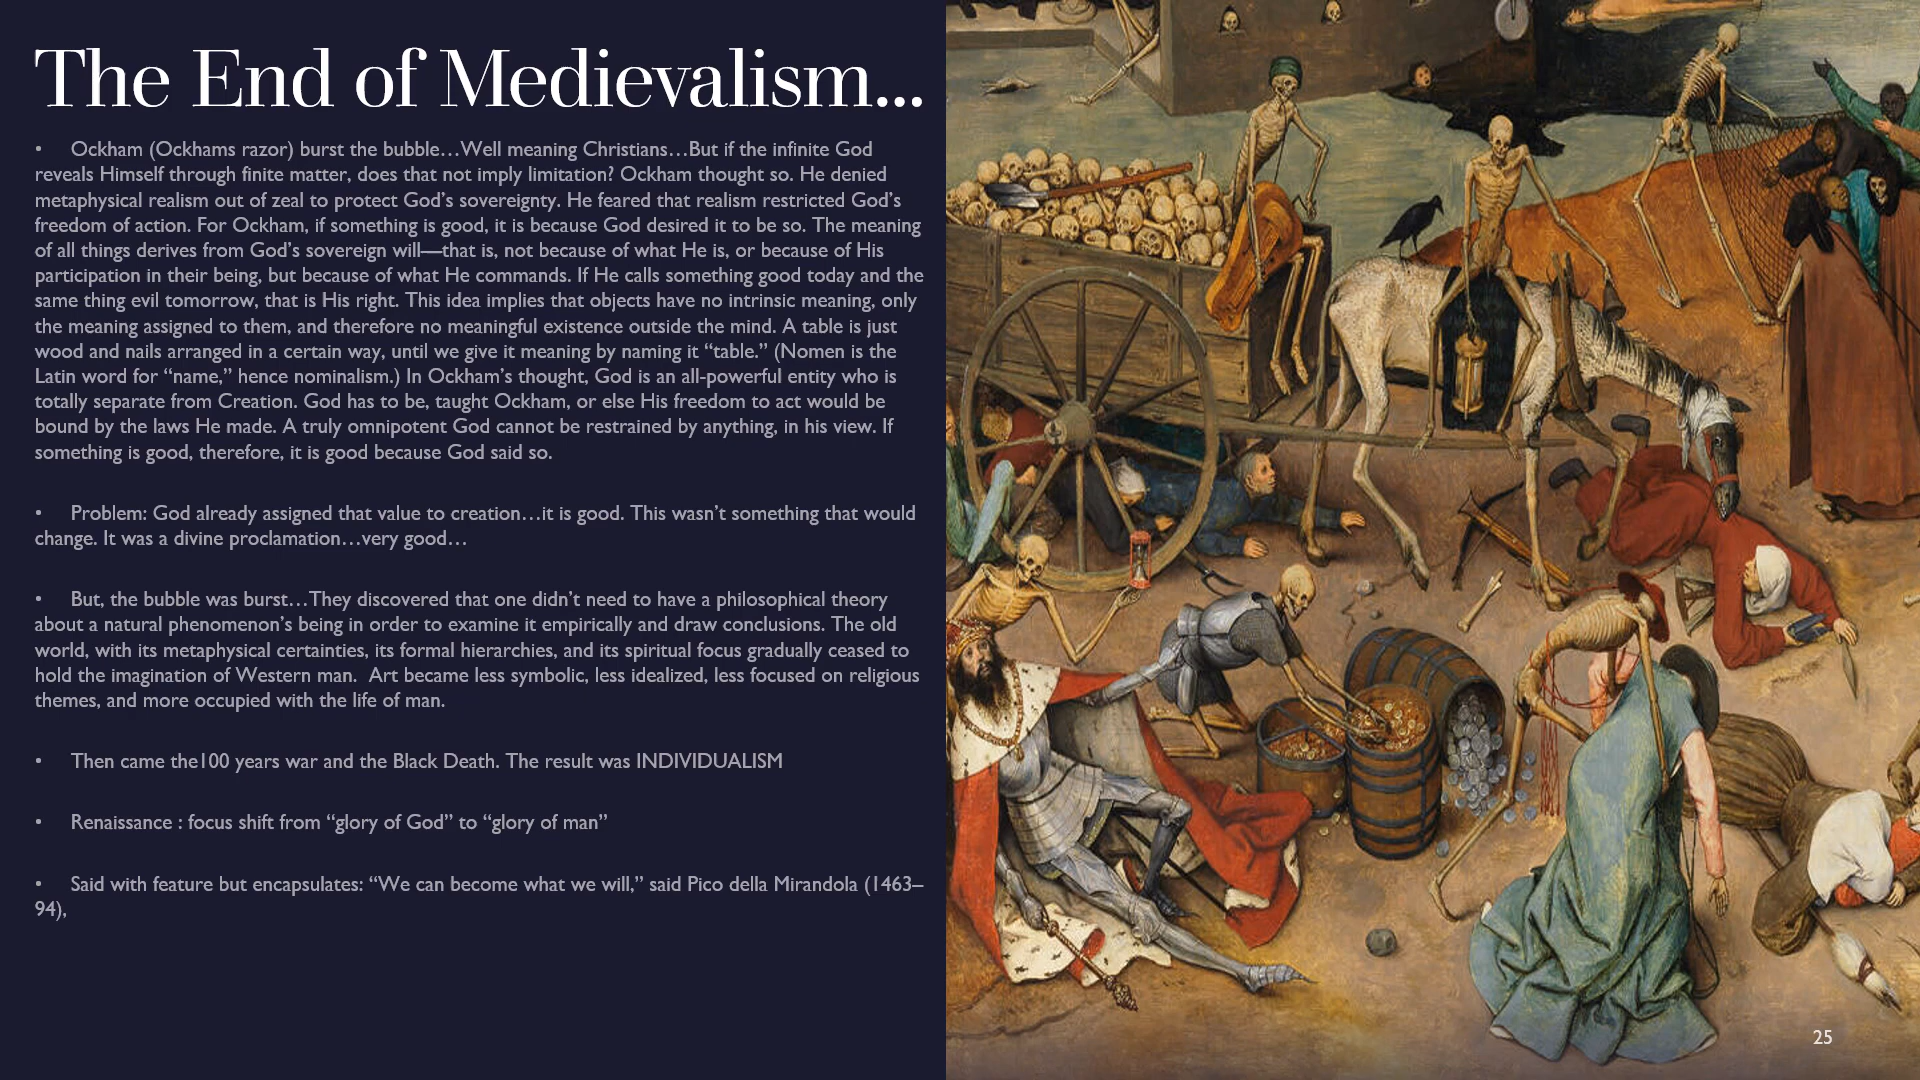 The End of Medievalism...
• Ockham (Ockhams razor) burst the bubble…Well meaning Christians…But if the infinite God
reveals Himself through finite matter, does that not imply limitation? Ockham thought so. He denied
metaphysical realism out of zeal to protect God’s sovereignty. He feared that realism restricted God’s
freedom of action. For Ockham, if something is good, it is because God desired it to be so. The meaning
of all things derives from God’s sovereign will—that is, not because of what He is, or because of His
participation in their being, but because of what He commands. If He calls something good today and the
same thing evil tomorrow, that is His right. This idea implies that objects have no intrinsic meaning, only
the meaning assigned to them, and therefore no meaningful existence outside the mind. A table is just
wood and nails arranged in a certain way, until we give it meaning by naming it “table.” (Nomen is the
Latin word for “name,” hence nominalism.) In Ockham’s thought, God is an all-powerful entity who is
totally separate from Creation. God has to be, taught Ockham, or else His freedom to act would be
bound by the laws He made. A truly omnipotent God cannot be restrained by anything, in his view. If
something is good, therefore, it is good because God said so.
• Problem: God already assigned that value to creation…it is good. This wasn’t something that would
change. It was a divine proclamation…very good…
• But, the bubble was burst…They discovered that one didn’t need to have a philosophical theory
about a natural phenomenon’s being in order to examine it empirically and draw conclusions. The old
world, with its metaphysical certainties, its formal hierarchies, and its spiritual focus gradually ceased to
hold the imagination of Western man.  Art became less symbolic, less idealized, less focused on religious
themes, and more occupied with the life of man.
• Then came the100 years war and the Black Death. The result was INDIVIDUALISM
• Renaissance : focus shift from “glory of God” to “glory of man”
• Said with feature but encapsulates: “We can become what we will,” said Pico della Mirandola (1463–
94),
25